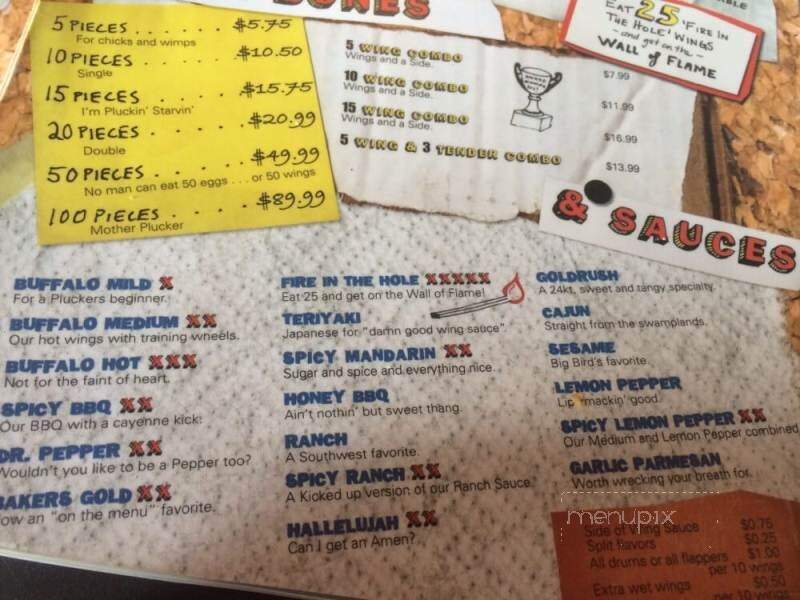 BONES
5 PIECES . . . . . . $5.75
For chicks and wimps
10 PIECES . . . . . $10.50
Single
15 PIECES . . . . . $15.75
I'm Pluckin' Starvin'
20 PIECES . . . . . $20.99
Double
50 PIECES . . . . . $49.99
No man can eat 50 eggs . . . or 50 wings
100 PIECES . . . . . $89.99
Mother Plucker
5 WING COMBO $7.99
Wings and a Side.
10 WING COMBO $11.99
Wings and a Side.
15 WING COMBO $16.99
Wings and a Side.
5 WING & 3 TENDER COMBO $13.99
EAT 25 'FIRE IN
THE HOLE' WINGS
- and get on the -
WALL of FLAME
& SAUCES
BUFFALO MILD X
For a Pluckers beginner.
BUFFALO MEDIUM XX
Our hot wings with training wheels.
BUFFALO HOT XXX
Not for the faint of heart.
SPICY BBQ XX
Our BBQ with a cayenne kick.
DR. PEPPER XX
Wouldn't you like to be a Pepper too?
BAKERS GOLD XX
ow an "on the menu" favorite.
FIRE IN THE HOLE XXXXX
Eat 25 and get on the Wall of Flame!
TERIYAKI
Japanese for "damn good wing sauce".
SPICY MANDARIN XX
Sugar and spice and everything nice.
HONEY BBQ
Ain't nothin' but sweet thang.
RANCH
A Southwest favorite.
SPICY RANCH XX
A Kicked up version of our Ranch Sauce.
HALLELUJAH XX
Can I get an Amen?
GOLDRUSH
A 24kt, sweet and tangy specialty.
CAJUN
Straight from the swamplands.
SESAME
Big Bird's favorite.
LEMON PEPPER
Lip 'mackin' good.
SPICY LEMON PEPPER XX
Our Medium and Lemon Pepper combined
GARLIC PARMESAN
Worth wrecking your breath for.
menupix
Side of Wing Sauce $0.75
Split flavors $0.25
All drums or all flappers $1.00
per 10 wings
Extra wet wings $0.50
per 10 wings